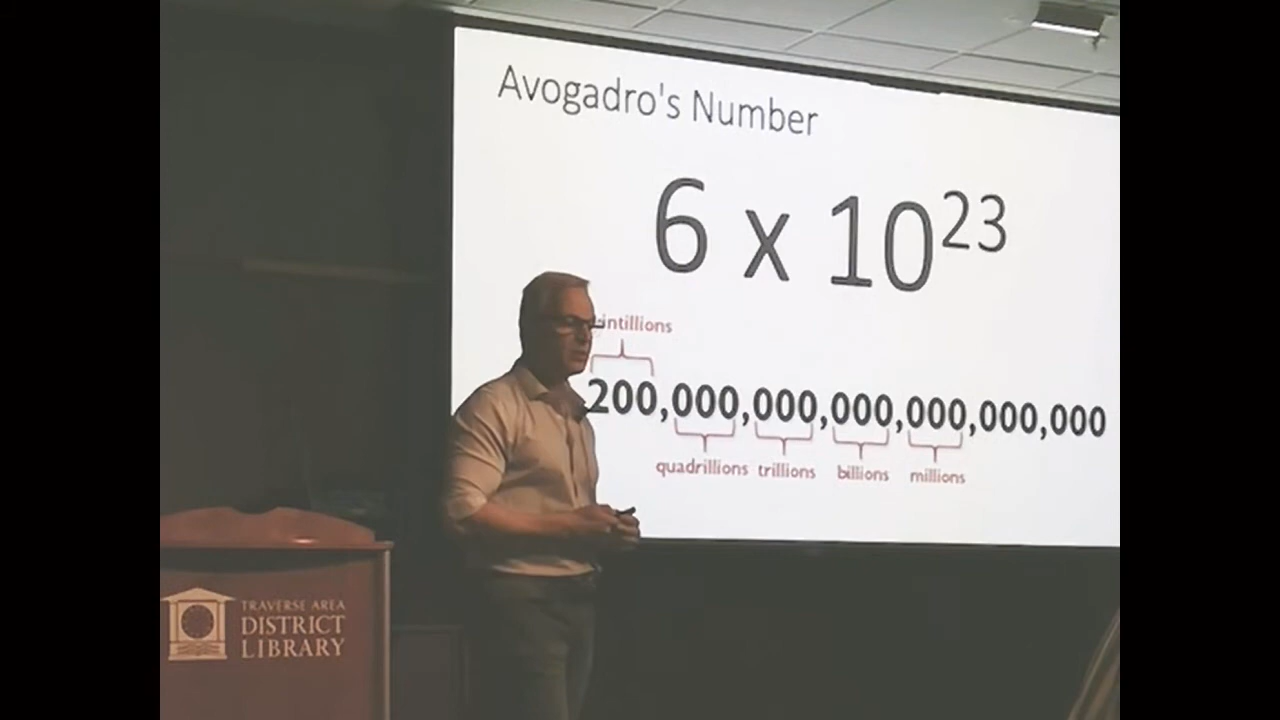 Avogadro's Number
6 x 10²³
intillions
200,000,000,000,000,000,000
quadrillions trillions billions millions
TRAVERSE AREA
DISTRICT
LIBRARY